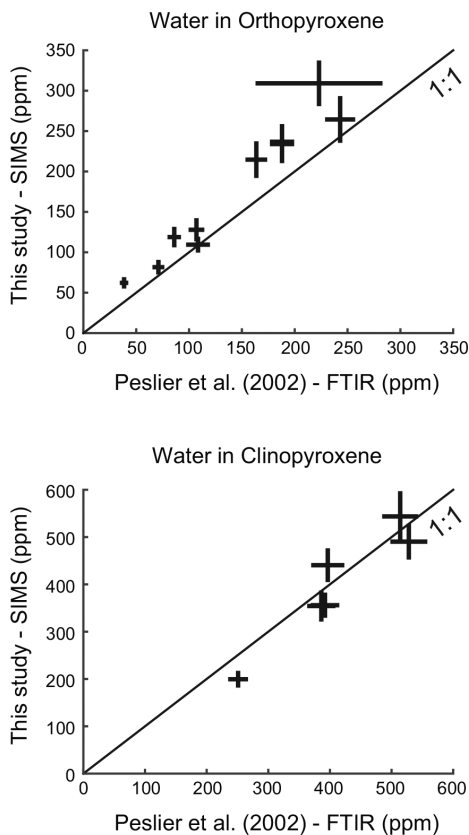 Water in Orthopyroxene
350
300
250
200
150
100
50
0
This study - SIMS (ppm)
1:1
0 50 100 150 200 250 300 350
Peslier et al. (2002) - FTIR (ppm)
Water in Clinopyroxene
600
500
400
300
200
100
0
This study - SIMS (ppm)
1:1
0 100 200 300 400 500 600
Peslier et al. (2002) - FTIR (ppm)